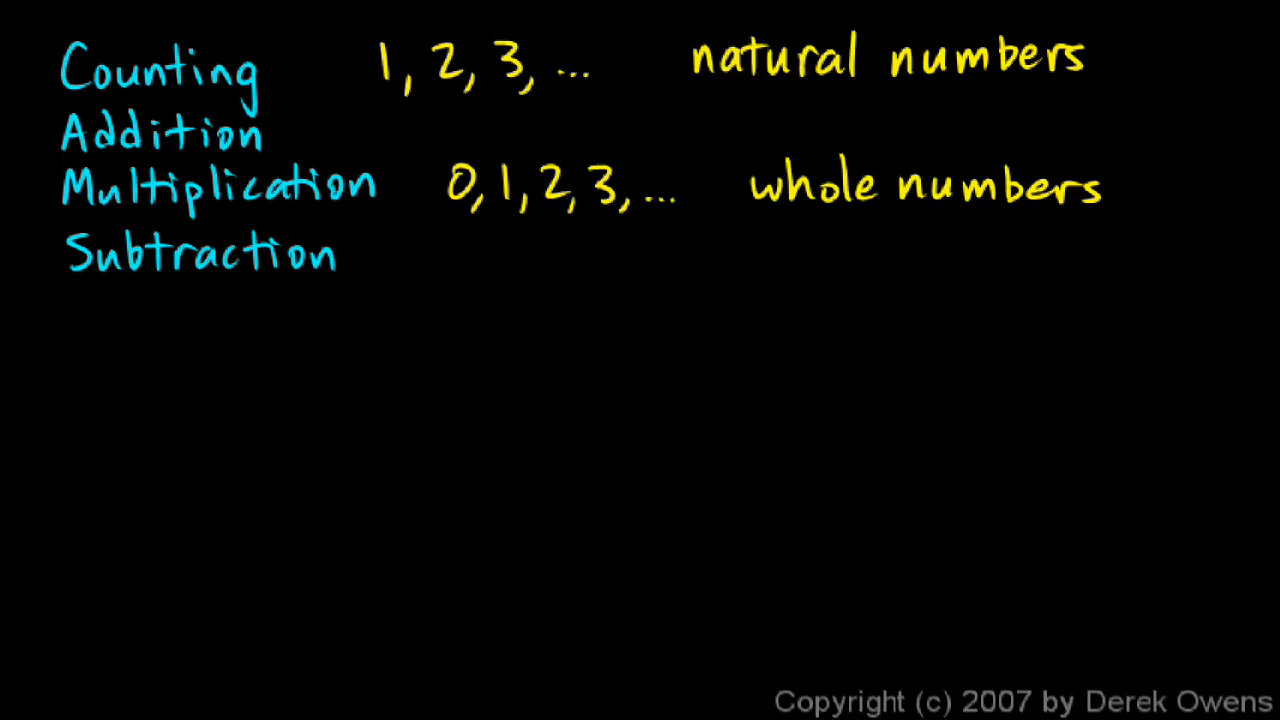 Counting 1, 2, 3, ... natural numbers
Addition
Multiplication 0, 1, 2, 3, ... whole numbers
Subtraction
Copyright (c) 2007 by Derek Owens